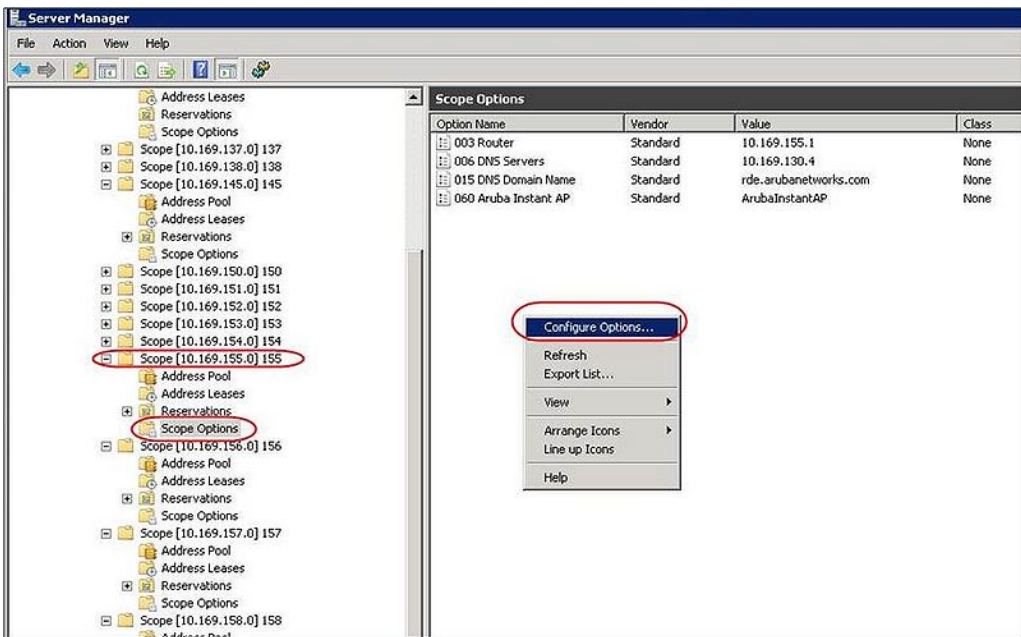 Server Manager
File Action View Help
Address Leases
Reservations
Scope Options
Scope [10.169.137.0] 137
Scope [10.169.138.0] 138
Scope [10.169.145.0] 145
Address Pool
Address Leases
Reservations
Scope Options
Scope [10.169.150.0] 150
Scope [10.169.151.0] 151
Scope [10.169.152.0] 152
Scope [10.169.153.0] 153
Scope [10.169.154.0] 154
Scope [10.169.155.0] 155
Address Pool
Address Leases
Reservations
Scope Options
Scope [10.169.156.0] 156
Address Pool
Address Leases
Reservations
Scope Options
Scope [10.169.157.0] 157
Address Pool
Address Leases
Reservations
Scope Options
Scope [10.169.158.0] 158
Address Pool
Scope Options
Option Name Vendor Value Class
003 Router Standard 10.169.155.1 None
006 DNS Servers Standard 10.169.130.4 None
015 DNS Domain Name Standard rde.arubanetworks.com None
060 Aruba Instant AP Standard ArubaInstantAP None
Configure Options...
Refresh
Export List...
View
Arrange Icons
Line up Icons
Help